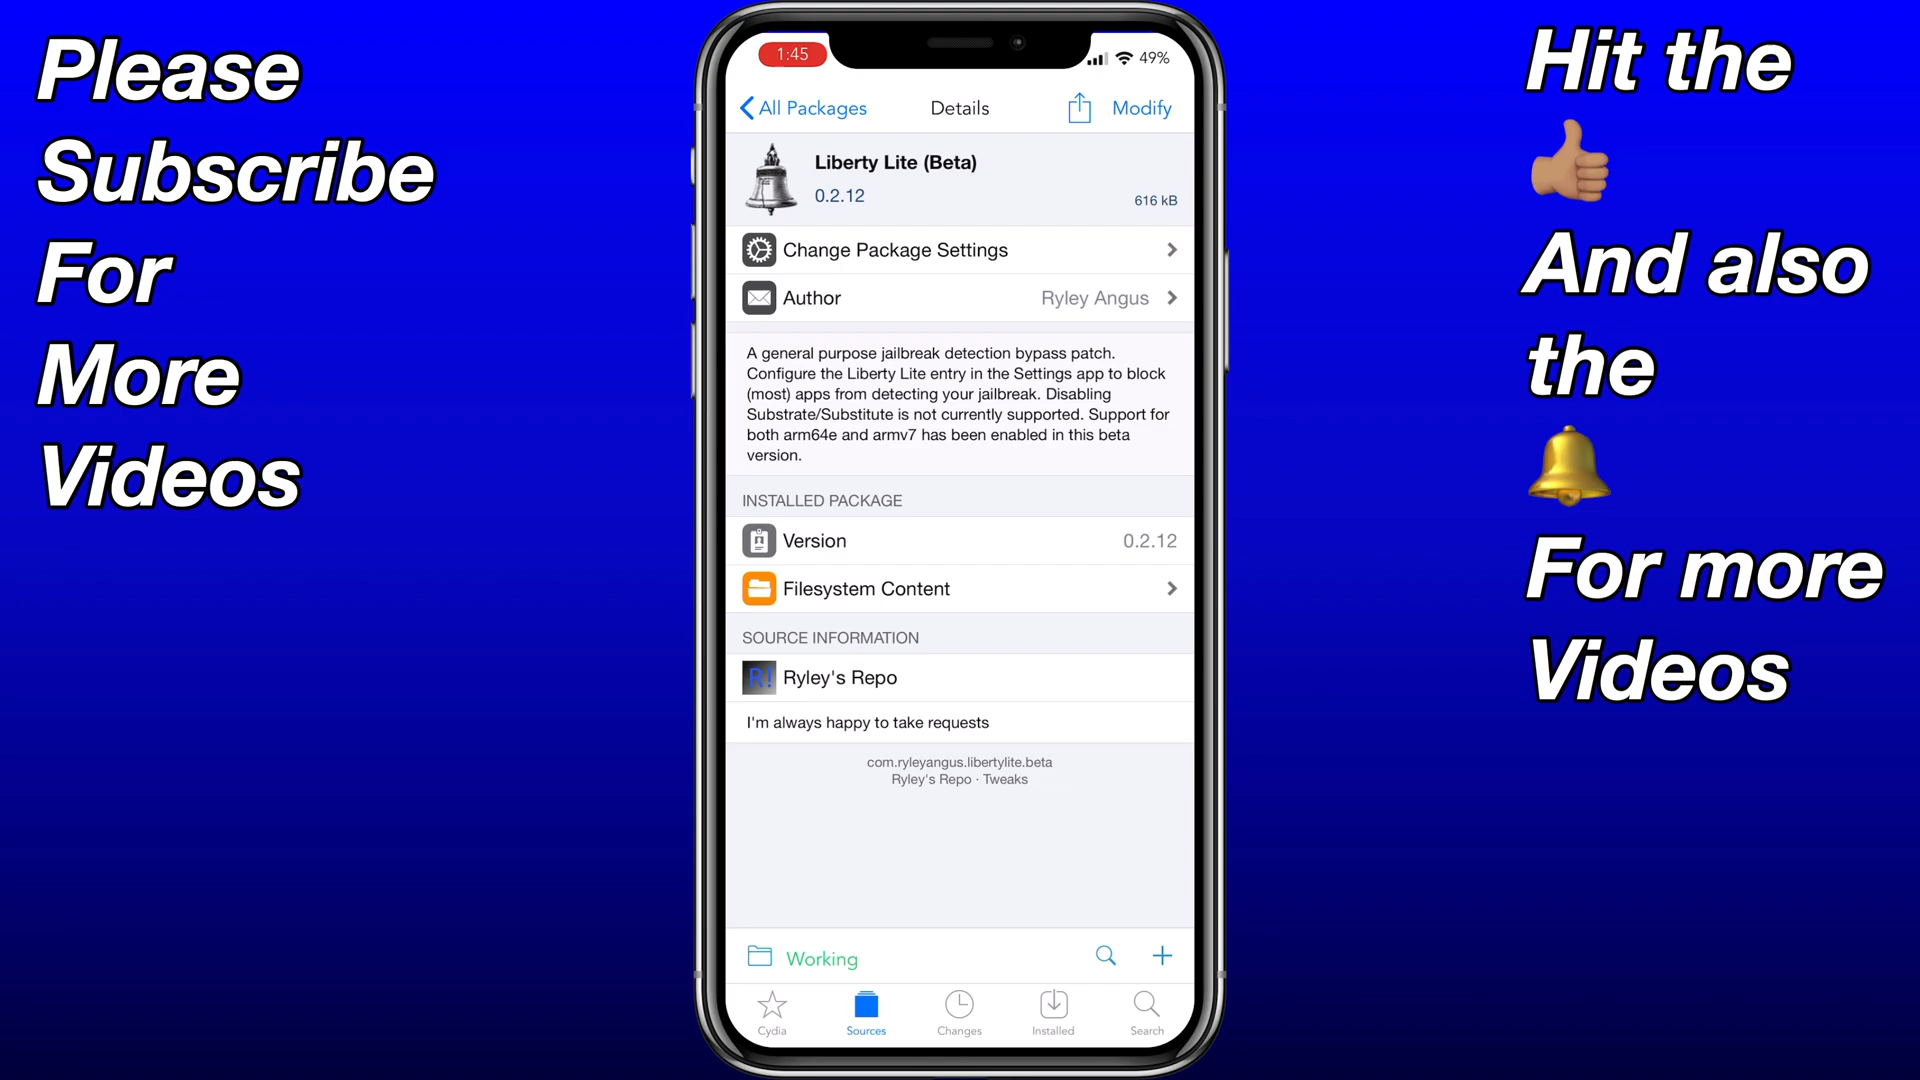 Please
Subscribe
For
More
Videos
1:45
49%
All Packages
Details
Modify
Liberty Lite (Beta)
0.2.12
616 kB
Change Package Settings
Author
Ryley Angus
A general purpose jailbreak detection bypass patch.
Configure the Liberty Lite entry in the Settings app to block
(most) apps from detecting your jailbreak. Disabling
Substrate/Substitute is not currently supported. Support for
both arm64e and armv7 has been enabled in this beta
version.
INSTALLED PACKAGE
Version
0.2.12
Filesystem Content
SOURCE INFORMATION
R!
Ryley's Repo
I'm always happy to take requests
com.ryleyangus.libertylite.beta
Ryley's Repo · Tweaks
Working
Cydia
Sources
Changes
Installed
Search
Hit the
And also
the
For more
Videos